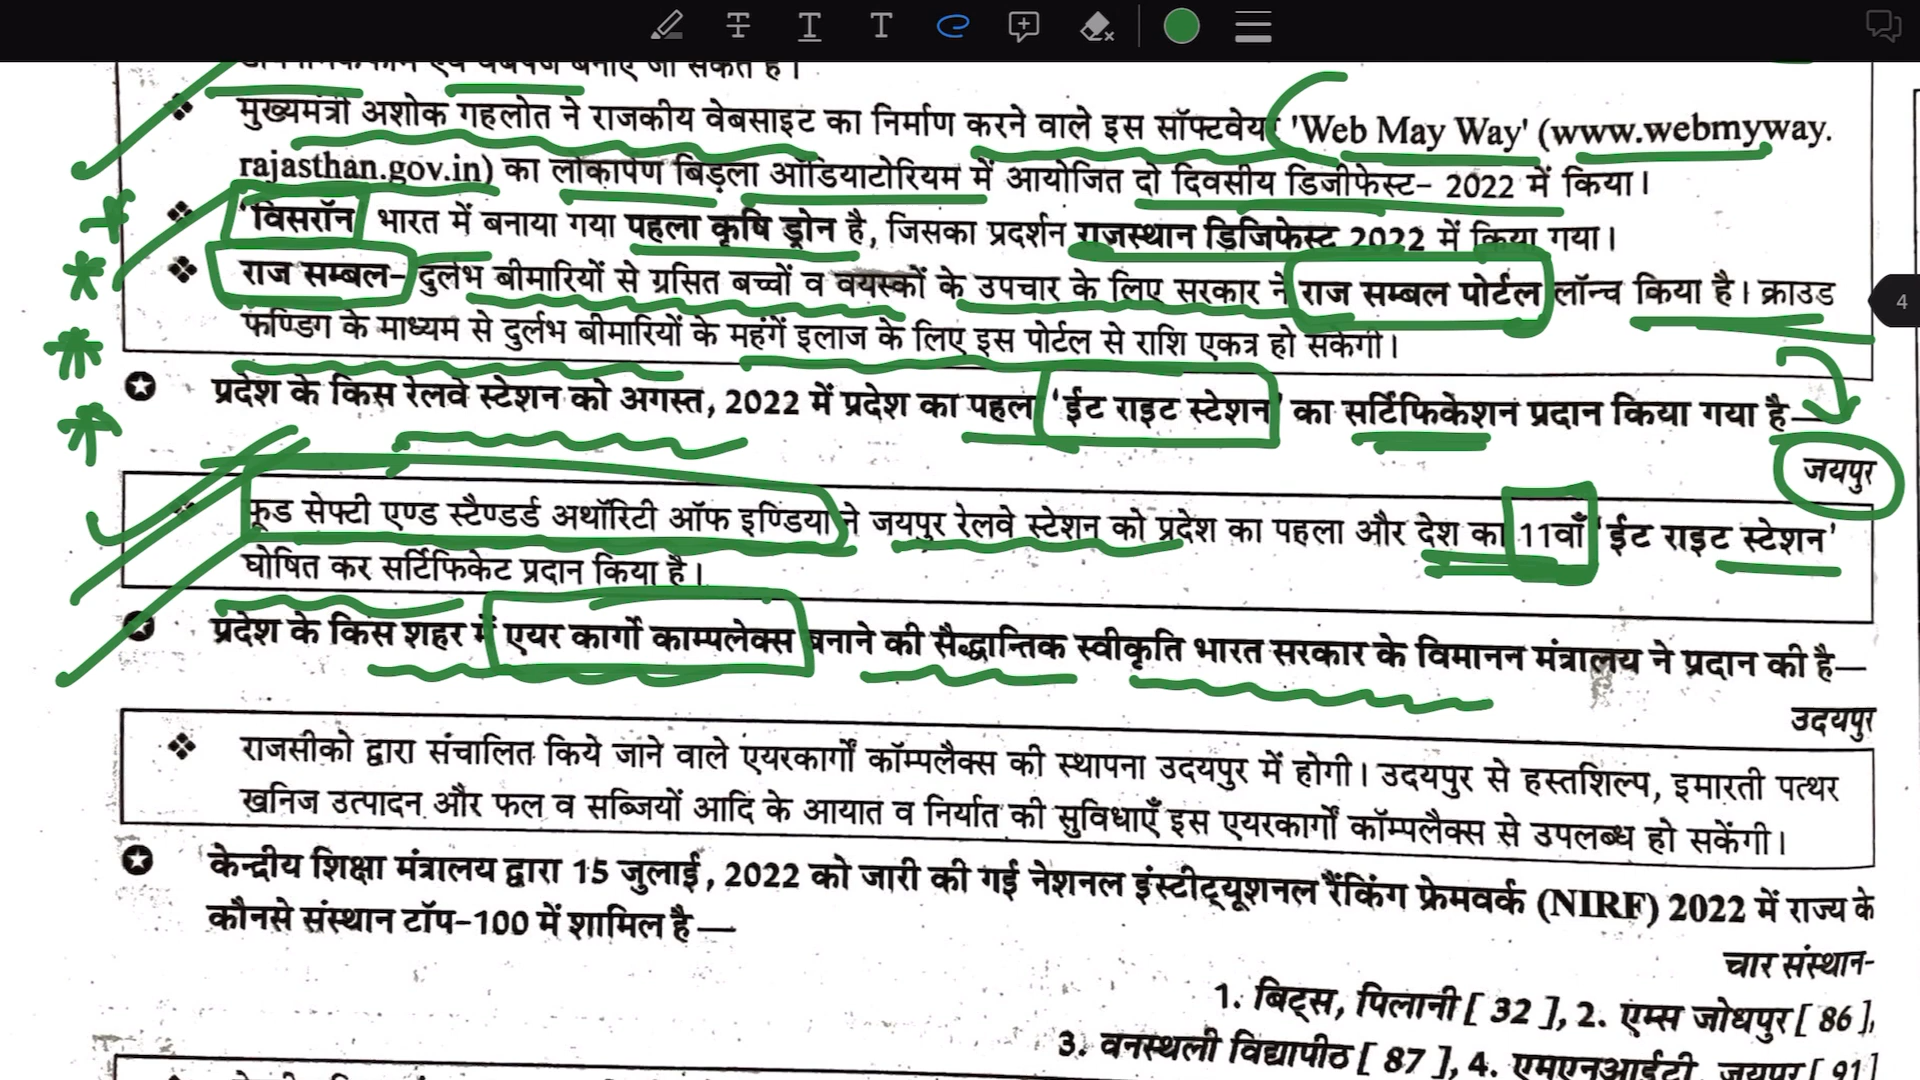 एवं वेबपेज बनाए जा सकते हैं।
मुख्यमंत्री अशोक गहलोत ने राजकीय वेबसाइट का निर्माण करने वाले इस सॉफ्टवेयर 'Web May Way' (www.webmyway.
rajasthan.gov.in) का लोकार्पण बिड़ला ऑडियाटोरियम में आयोजित दो दिवसीय डिजीफेस्ट- 2022 में किया।
'विसरॉन' भारत में बनाया गया पहला कृषि ड्रोन है, जिसका प्रदर्शन राजस्थान डिजिफेस्ट 2022 में किया गया।
राज सम्बल- दुर्लभ बीमारियों से ग्रसित बच्चों व वयस्कों के उपचार के लिए सरकार ने राज सम्बल पोर्टल लॉन्च किया है। क्राउड
फण्डिग के माध्यम से दुर्लभ बीमारियों के महंगें इलाज के लिए इस पोर्टल से राशि एकत्र हो सकेगी।
4
प्रदेश के किस रेलवे स्टेशन को अगस्त, 2022 में प्रदेश का पहला 'ईट राइट स्टेशन' का सर्टिफिकेशन प्रदान किया गया है—
जयपुर
फूड सेफ्टी एण्ड स्टैण्डर्ड अथॉरिटी ऑफ इण्डिया ने जयपुर रेलवे स्टेशन को प्रदेश का पहला और देश का 11वाँ 'ईट राइट स्टेशन'
घोषित कर सर्टिफिकेट प्रदान किया है।
प्रदेश के किस शहर में एयर कार्गो काम्पलेक्स बनाने की सैद्धान्तिक स्वीकृति भारत सरकार के विमानन मंत्रालय ने प्रदान की है—
उदयपुर
राजसीको द्वारा संचालित किये जाने वाले एयरकार्गों कॉम्पलैक्स की स्थापना उदयपुर में होगी। उदयपुर से हस्तशिल्प, इमारती पत्थर
खनिज उत्पादन और फल व सब्जियों आदि के आयात व निर्यात की सुविधाएँ इस एयरकार्गों कॉम्पलैक्स से उपलब्ध हो सकेंगी।
केन्द्रीय शिक्षा मंत्रालय द्वारा 15 जुलाई, 2022 को जारी की गई नेशनल इंस्टीट्यूशनल रैंकिंग फ्रेमवर्क (NIRF) 2022 में राज्य के
कौनसे संस्थान टॉप-100 में शामिल है—
चार संस्थान-
1. बिट्स, पिलानी [ 32 ], 2. एम्स जोधपुर [ 86 ],
3. वनस्थली विद्यापीठ [ 87 ], 4. एमएनआईटी, जयपुर [ 91 ]